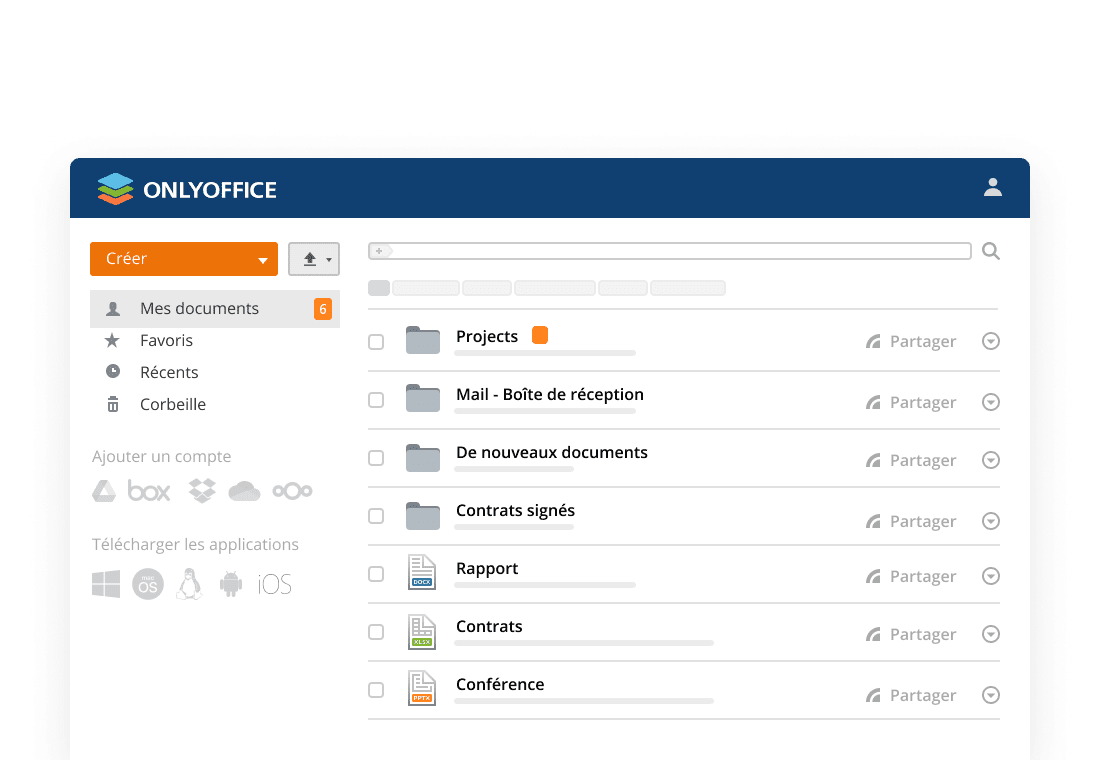 ONLYOFFICE
Créer
Mes documents 6
Favoris
Récents
Corbeille
Ajouter un compte
box
Télécharger les applications
mac OS
iOS
Projects Partager
Mail - Boîte de réception Partager
De nouveaux documents Partager
Contrats signés Partager
Rapport Partager
DOCX
Contrats Partager
XLSX
Conférence Partager
PPTX